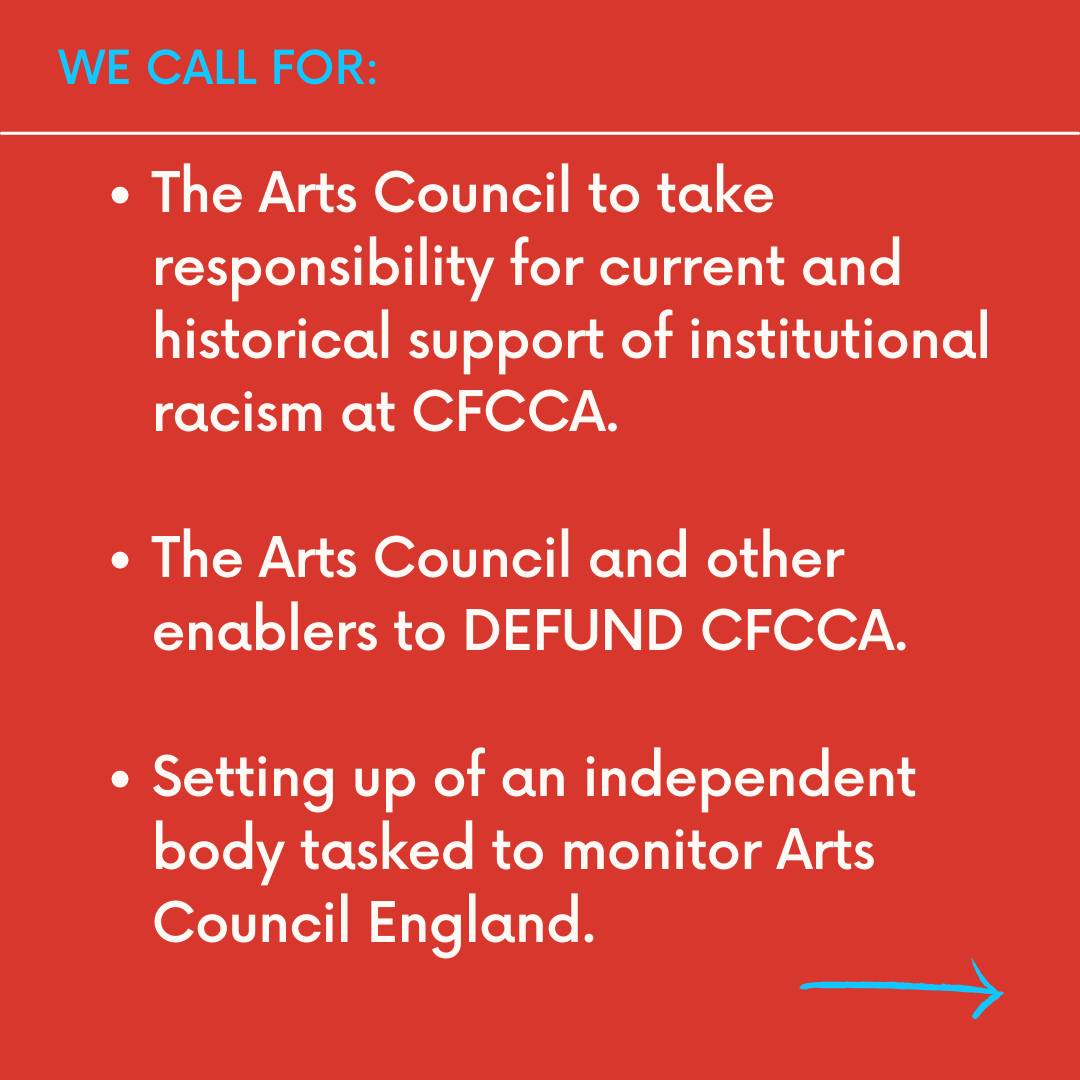 WE CALL FOR:
• The Arts Council to take
responsibility for current and
historical support of institutional
racism at CFCCA.
• The Arts Council and other
enablers to DEFUND CFCCA.
• Setting up of an independent
body tasked to monitor Arts
Council England.